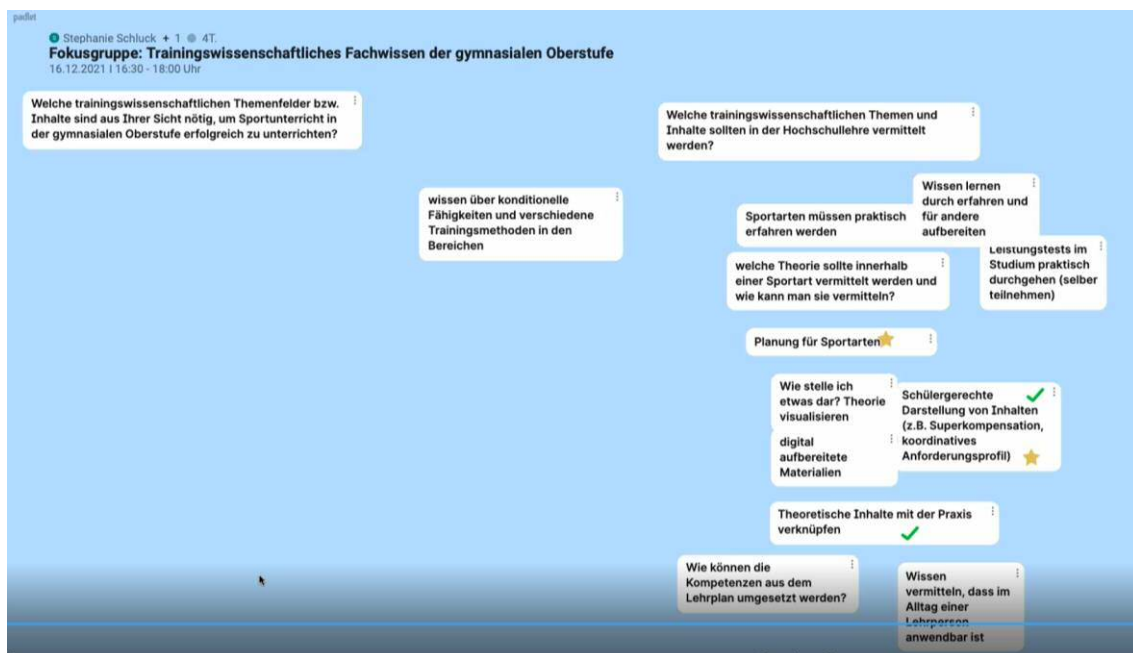 padlet
Stephanie Schluck + 1 4T.
Fokusgruppe: Trainingswissenschaftliches Fachwissen der gymnasialen Oberstufe
16.12.2021 I 16:30 - 18:00 Uhr
Welche trainingswissenschaftlichen Themenfelder bzw.
Inhalte sind aus Ihrer Sicht nötig, um Sportunterricht in
der gymnasialen Oberstufe erfolgreich zu unterrichten?
wissen über konditionelle
Fähigkeiten und verschiedene
Trainingsmethoden in den
Bereichen
Welche trainingswissenschaftlichen Themen und
Inhalte sollten in der Hochschullehre vermittelt
werden?
Wissen lernen
durch erfahren und
für andere
aufbereiten
Sportarten müssen praktisch
erfahren werden
Leistungstests im
Studium praktisch
durchgehen (selber
teilnehmen)
welche Theorie sollte innerhalb
einer Sportart vermittelt werden und
wie kann man sie vermitteln?
Planung für Sportarten
Wie stelle ich
etwas dar? Theorie
visualisieren
Schülergerechte
Darstellung von Inhalten
(z.B. Superkompensation,
koordinatives
Anforderungsprofil)
digital
aufbereitete
Materialien
Theoretische Inhalte mit der Praxis
verknüpfen
Wie können die
Kompetenzen aus dem
Lehrplan umgesetzt werden?
Wissen
vermitteln, dass im
Alltag einer
Lehrperson
anwendbar ist